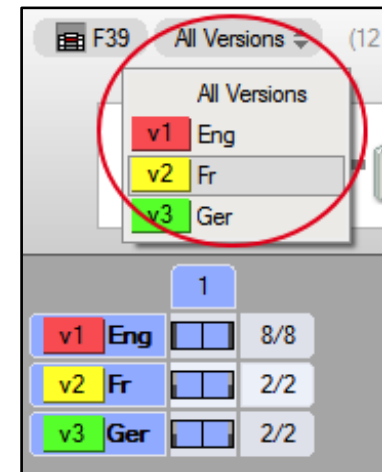 F39 All Versions (12
All Versions
v1 Eng
v2 Fr
v3 Ger
1
v1 Eng 8/8
v2 Fr 2/2
v3 Ger 2/2